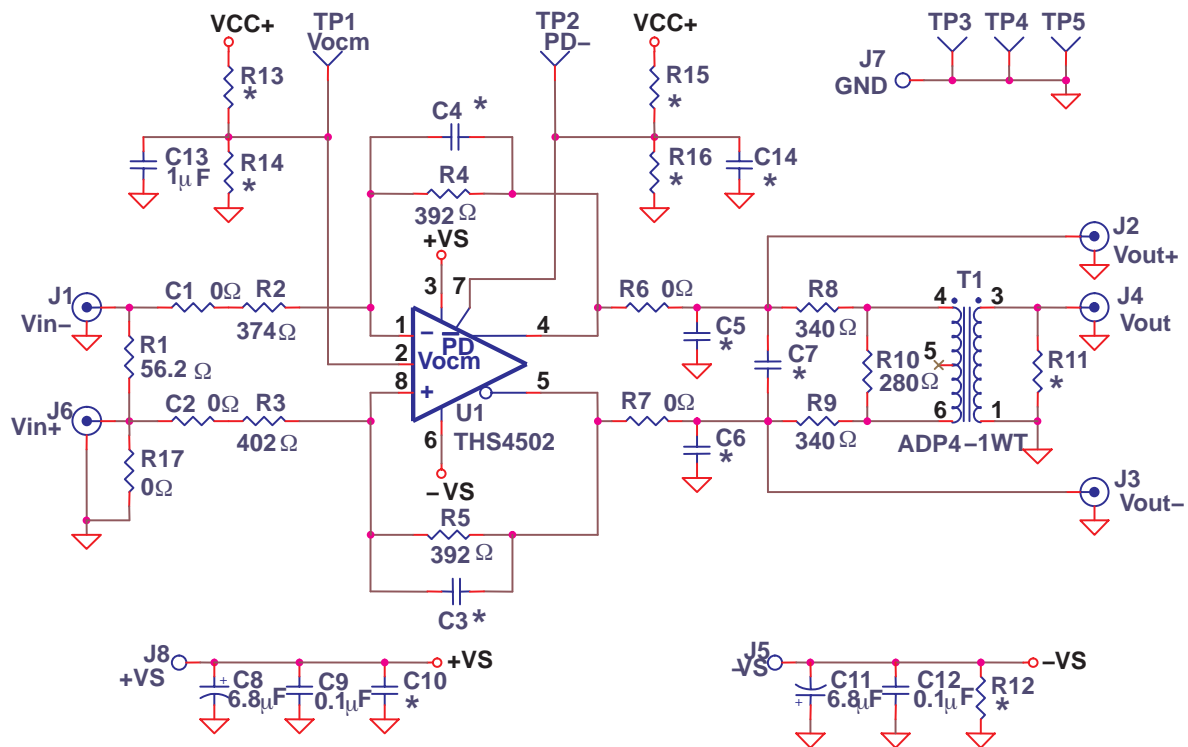 VCC+
TP1
Vocm
TP2
PD–
TP3 TP4 TP5
J7
GND
R13
*
R15
*
C4 *
C13
1µF
R14
*
R16
*
C14
*
R4
392 Ω
+VS
3 7
J1
Vin–
C1 0Ω R2
374Ω
R1
56.2 Ω
1 –
2 Vocm
8 +
PD
4
5
U1
THS4502
6
–VS
J6
Vin+
C2 0Ω R3
402Ω
R17
0Ω
R5
392 Ω
C3 *
R6 0Ω
C5
*
R7 0Ω
C6
*
C7
*
R8
340Ω
R9
340Ω
R10
280Ω
T1
4 3
5
6 1
ADP4–1WT
R11
*
J2
Vout+
J4
Vout
J3
Vout–
J8
+VS
+VS
C8
+
6.8µF
C9
0.1µF
C10
*
J5
-VS
–VS
C11
+
6.8µF
C12
0.1µF
R12
*
VCC+